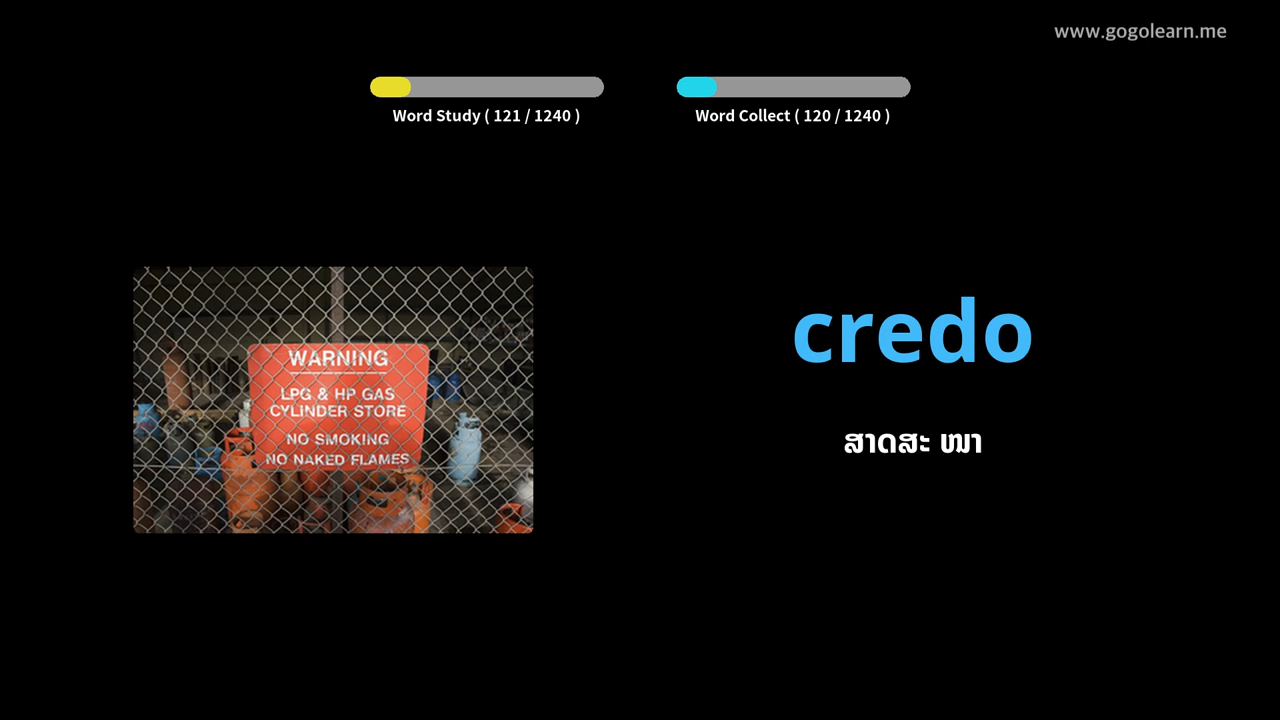 www.gogolearn.me
Word Study ( 121 / 1240 )
Word Collect ( 120 / 1240 )
WARNING
LPG & HP GAS
CYLINDER STORE
NO SMOKING
NO NAKED FLAMES
credo
ສາດສະ ໜາ